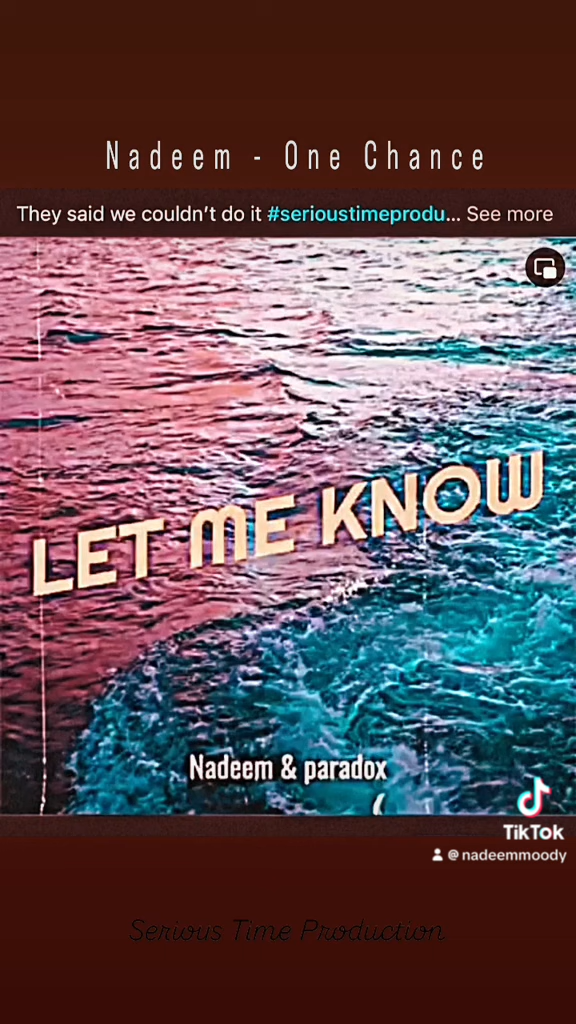 Nadeem - One Chance
They said we couldn't do it #serioustimeprodu... See more
LET ME KNOW
Nadeem & paradox
TikTok
@nadeemmoody
Serious Time Production